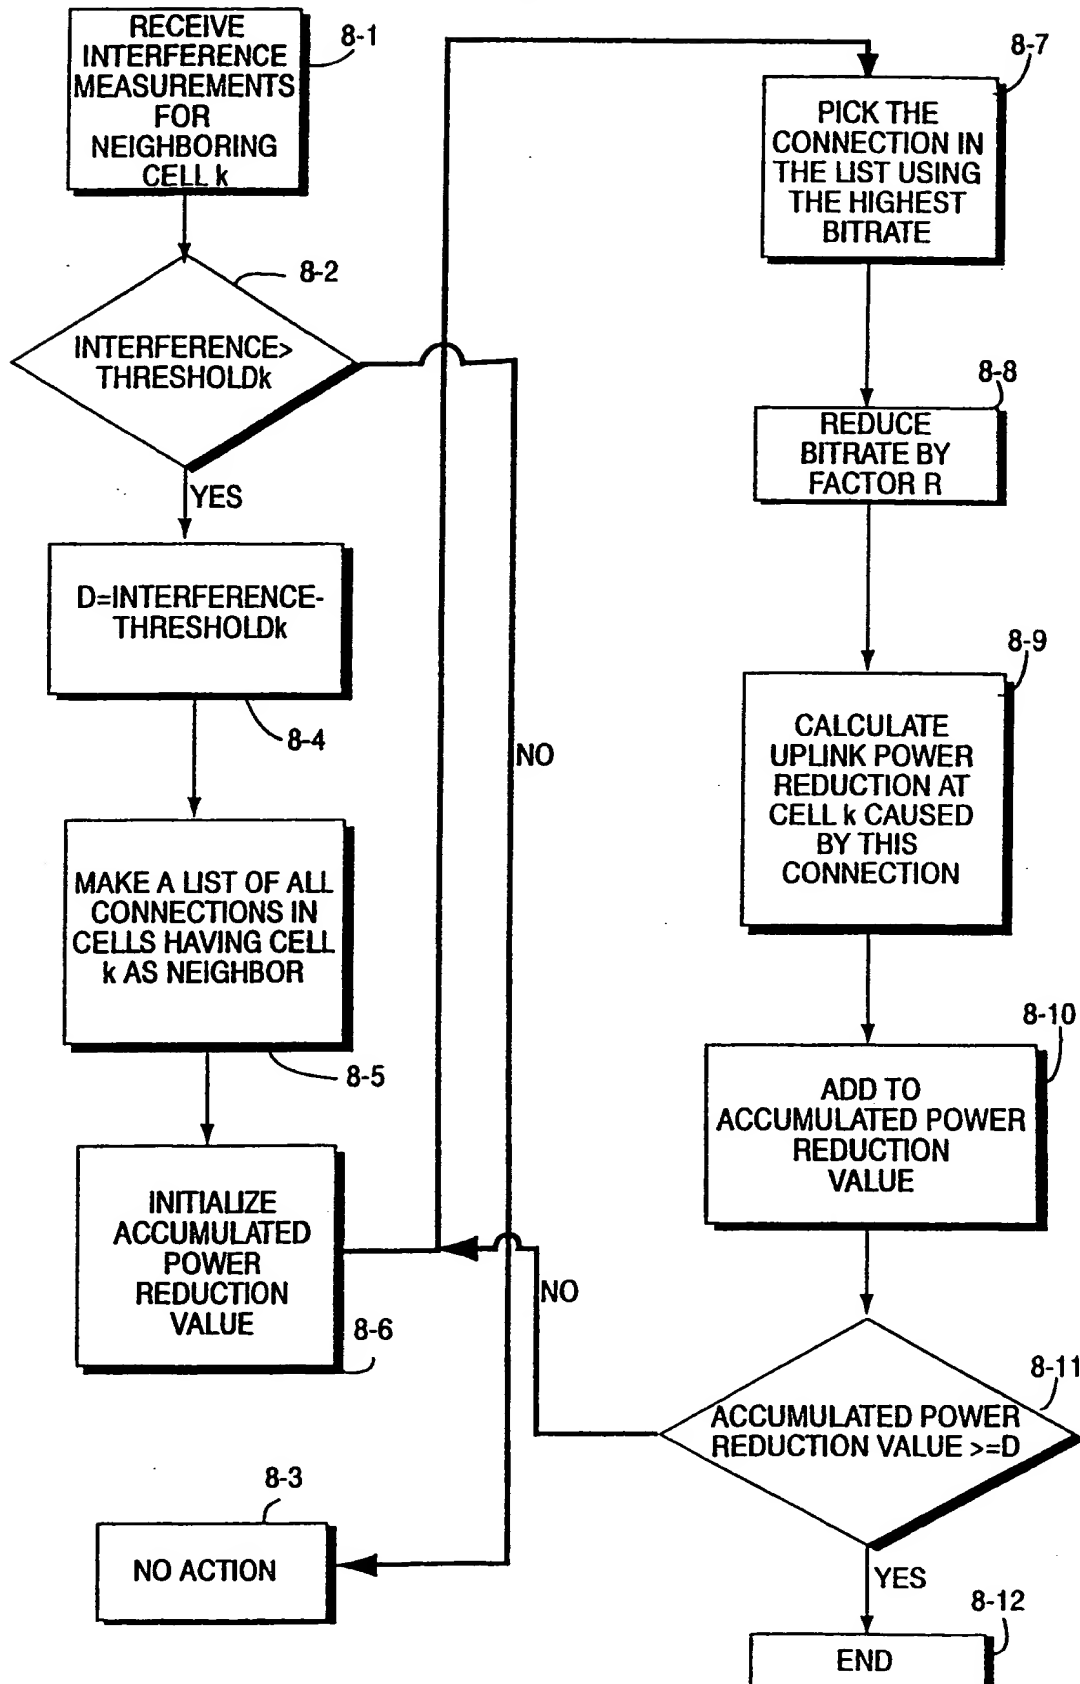 RECEIVE
INTERFERENCE
MEASUREMENTS
FOR
NEIGHBORING
CELL k
8-1
8-2
INTERFERENCE>
THRESHOLDk
YES
D=INTERFERENCE-
THRESHOLDk
8-4
NO
MAKE A LIST OF ALL
CONNECTIONS IN
CELLS HAVING CELL
k AS NEIGHBOR
8-5
INITIALIZE
ACCUMULATED
POWER
REDUCTION
VALUE
8-6
8-3
NO ACTION
8-7
PICK THE
CONNECTION IN
THE LIST USING
THE HIGHEST
BITRATE
8-8
REDUCE
BITRATE BY
FACTOR R
8-9
CALCULATE
UPLINK POWER
REDUCTION AT
CELL k CAUSED
BY THIS
CONNECTION
8-10
ADD TO
ACCUMULATED POWER
REDUCTION
VALUE
NO
8-11
ACCUMULATED POWER
REDUCTION VALUE >=D
YES
8-12
END